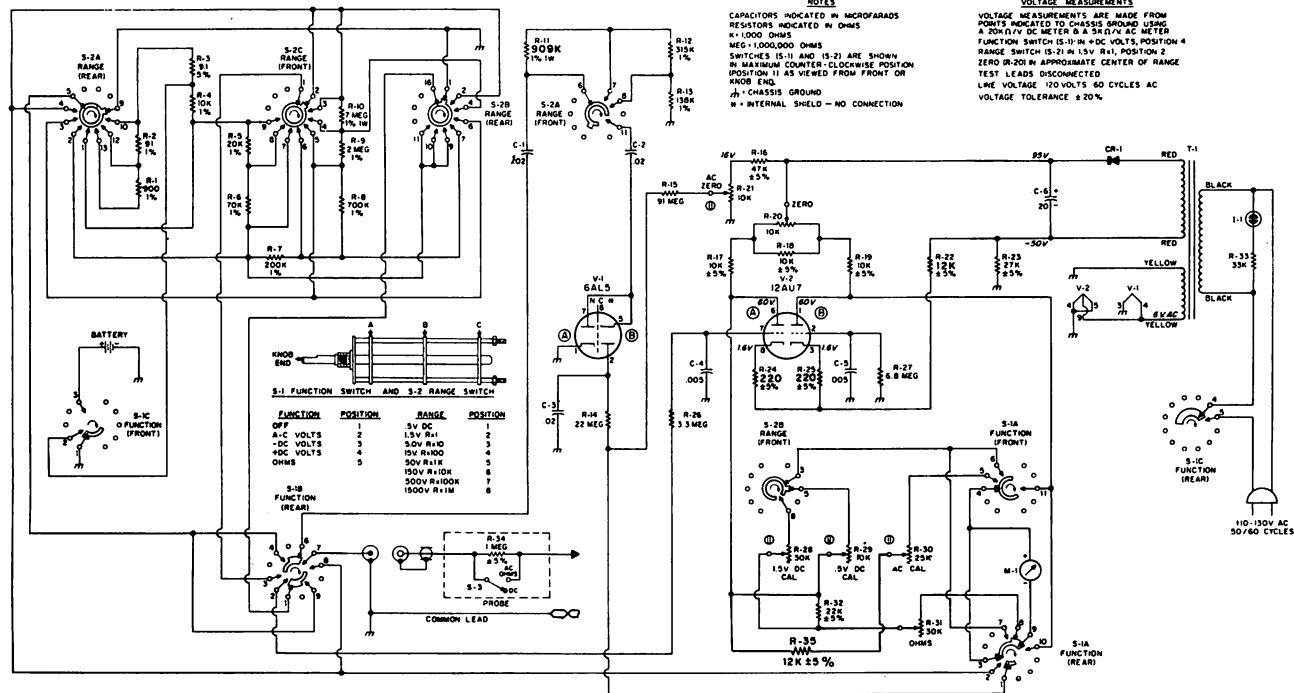 NOTES
CAPACITORS INDICATED IN MICROFARADS
RESISTORS INDICATED IN OHMS
K=1,000 OHMS
MEG=1,000,000 OHMS
SWITCHES (S-1) AND (S-2) ARE SHOWN
IN MAXIMUM COUNTER-CLOCKWISE POSITION
(POSITION 1) AS VIEWED FROM FRONT OR
KNOB END.
CHASSIS GROUND
* INTERNAL SHIELD — NO CONNECTION
VOLTAGE MEASUREMENTS
VOLTAGE MEASUREMENTS ARE MADE FROM
POINTS INDICATED TO CHASSIS GROUND USING
A 20KΩ/V DC METER & A 5KΩ/V AC METER
FUNCTION SWITCH (S-1) IN +DC VOLTS, POSITION 4
RANGE SWITCH (S-2) IN 1.5V Rx1, POSITION 2
ZERO (R-20) IN APPROXIMATE CENTER OF RANGE
TEST LEADS DISCONNECTED
LINE VOLTAGE 120 VOLTS 60 CYCLES AC
VOLTAGE TOLERANCE ±20%
S-2A
RANGE
(REAR)
R-3
9.1
5%
R-4
10K
1%
R-2
91
1%
R-1
900
1%
S-2C
RANGE
(FRONT)
R-5
20K
1%
R-6
70K
1%
R-7
200K
1%
R-10
7 MEG
1% 1W
R-9
2 MEG
1%
R-8
700K
1%
S-2B
RANGE
(REAR)
R-11
909K
1% 1W
S-2A
RANGE
(FRONT)
R-12
315K
1%
R-13
138K
1%
C-1
.02
C-2
.02
R-15
91 MEG
AC
ZERO
16V
R-16
47K
±5%
R-21
10K
ZERO
R-20
10K
R-18
10K
±5%
R-17
10K
±5%
R-19
10K
±5%
95V
CR-1
C-6
20
-50V
R-22
12K
±5%
R-23
27K
±5%
T-1
RED
RED
BLACK
BLACK
YELLOW
YELLOW
6VAC
I-1
R-33
33K
V-2
V-1
V-1
6AL5
NC *
V-2
12AU7
60V
60V
A
B
1.6V
1.6V
R-24
220
±5%
R-25
220
±5%
C-4
.005
C-5
.005
R-27
6.8 MEG
C-3
.02
R-14
22 MEG
R-26
3.3 MEG
BATTERY
S-1C
FUNCTION
(FRONT)
KNOB
END
A B C
S-1 FUNCTION SWITCH AND S-2 RANGE SWITCH
FUNCTION POSITION RANGE POSITION
OFF 1 .5V DC 1
A-C VOLTS 2 1.5V Rx1 2
-DC VOLTS 3 5.0V Rx10 3
+DC VOLTS 4 15V Rx100 4
OHMS 5 50V Rx1K 5
150V Rx10K 6
500V Rx100K 7
1500V Rx1M 8
S-1B
FUNCTION
(REAR)
R-34
1 MEG
±5%
AC
OHMS
S-3
DC
PROBE
COMMON LEAD
S-2B
RANGE
(FRONT)
S-1A
FUNCTION
(FRONT)
R-28
50K
1.5V DC
CAL
R-29
10K
.5V DC
CAL
R-30
25K
AC CAL
R-32
22K
±5%
R-31
30K
OHMS
R-35
12K ±5%
M-1
S-1A
FUNCTION
(REAR)
S-1C
FUNCTION
(REAR)
110-130V AC
50/60 CYCLES